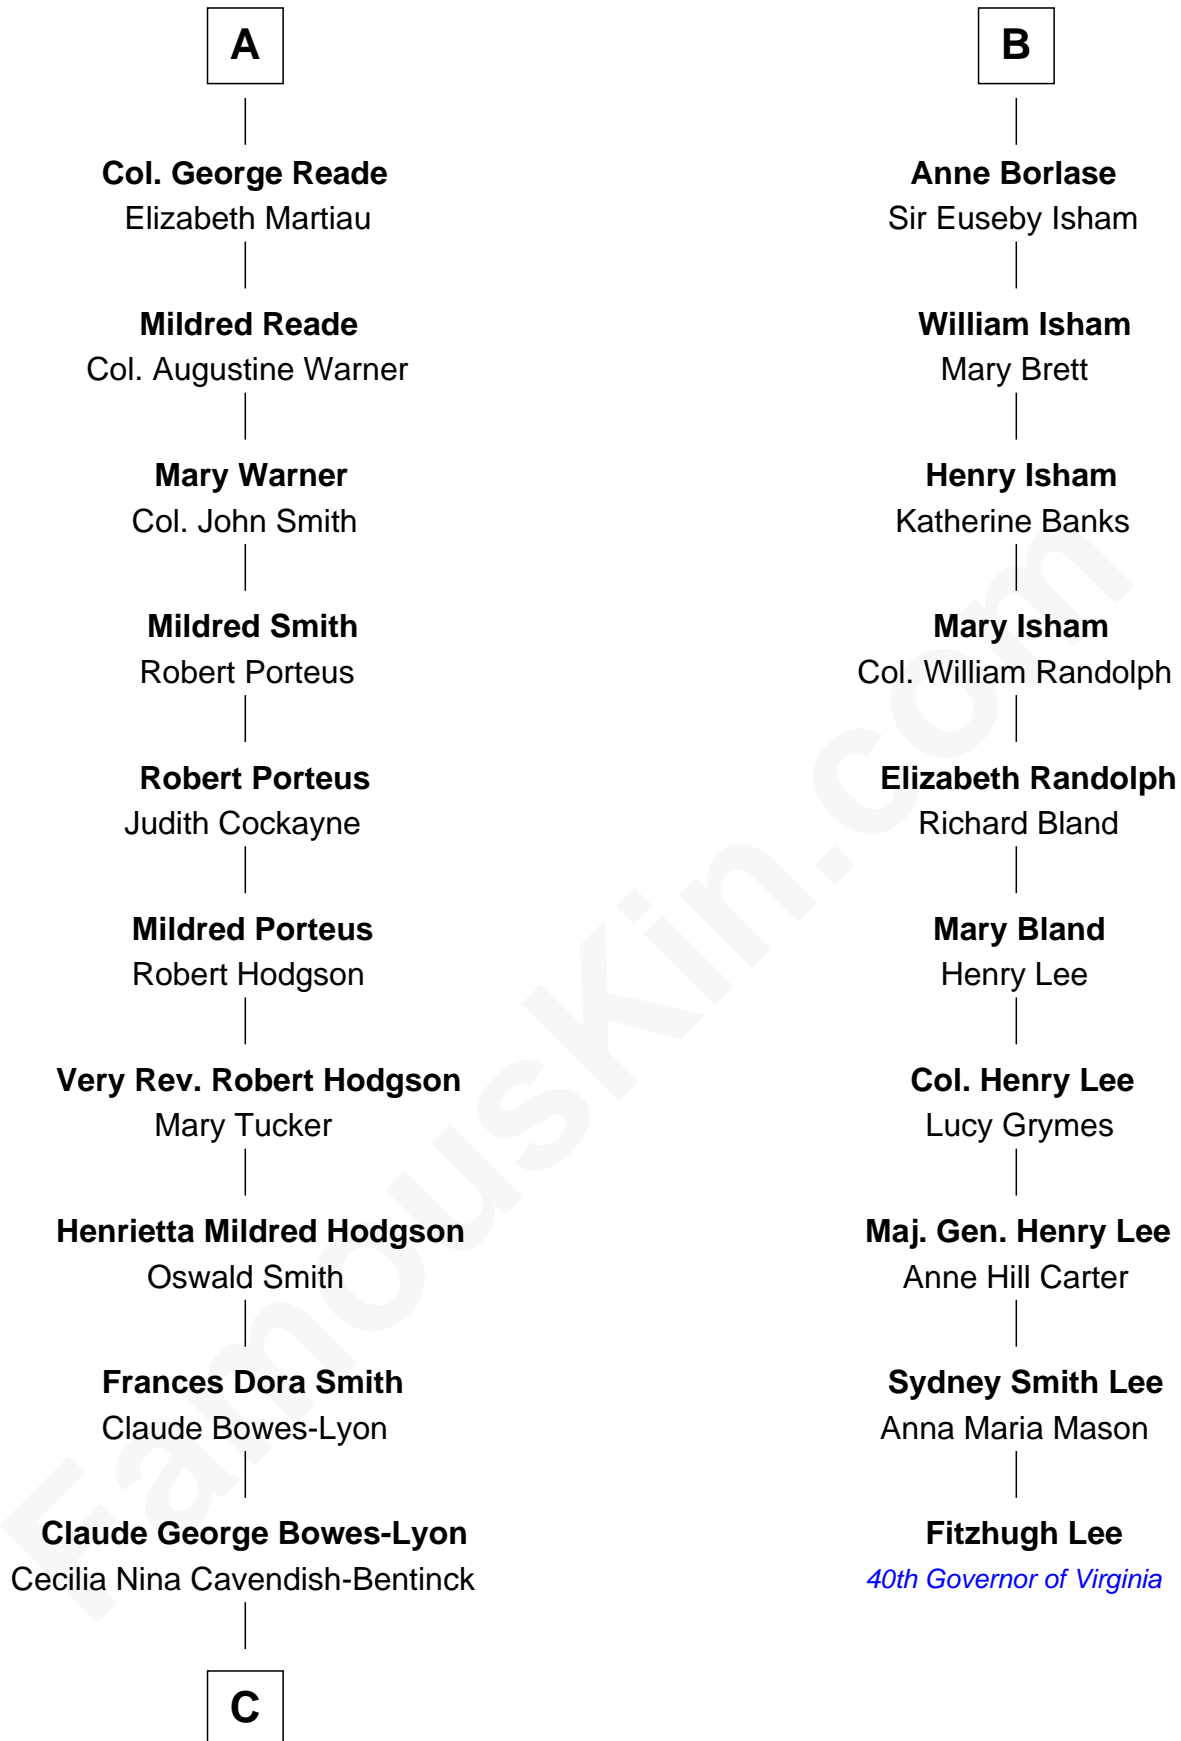 A
Col. George Reade
Elizabeth Martiau
Mildred Reade
Col. Augustine Warner
Mary Warner
Col. John Smith
Mildred Smith
Robert Porteus
Robert Porteus
Judith Cockayne
Mildred Porteus
Robert Hodgson
Very Rev. Robert Hodgson
Mary Tucker
Henrietta Mildred Hodgson
Oswald Smith
Frances Dora Smith
Claude Bowes-Lyon
Claude George Bowes-Lyon
Cecilia Nina Cavendish-Bentinck
C
B
Anne Borlase
Sir Euseby Isham
William Isham
Mary Brett
Henry Isham
Katherine Banks
Mary Isham
Col. William Randolph
Elizabeth Randolph
Richard Bland
Mary Bland
Henry Lee
Col. Henry Lee
Lucy Grymes
Maj. Gen. Henry Lee
Anne Hill Carter
Sydney Smith Lee
Anna Maria Mason
Fitzhugh Lee
40th Governor of Virginia
FamousKin.com